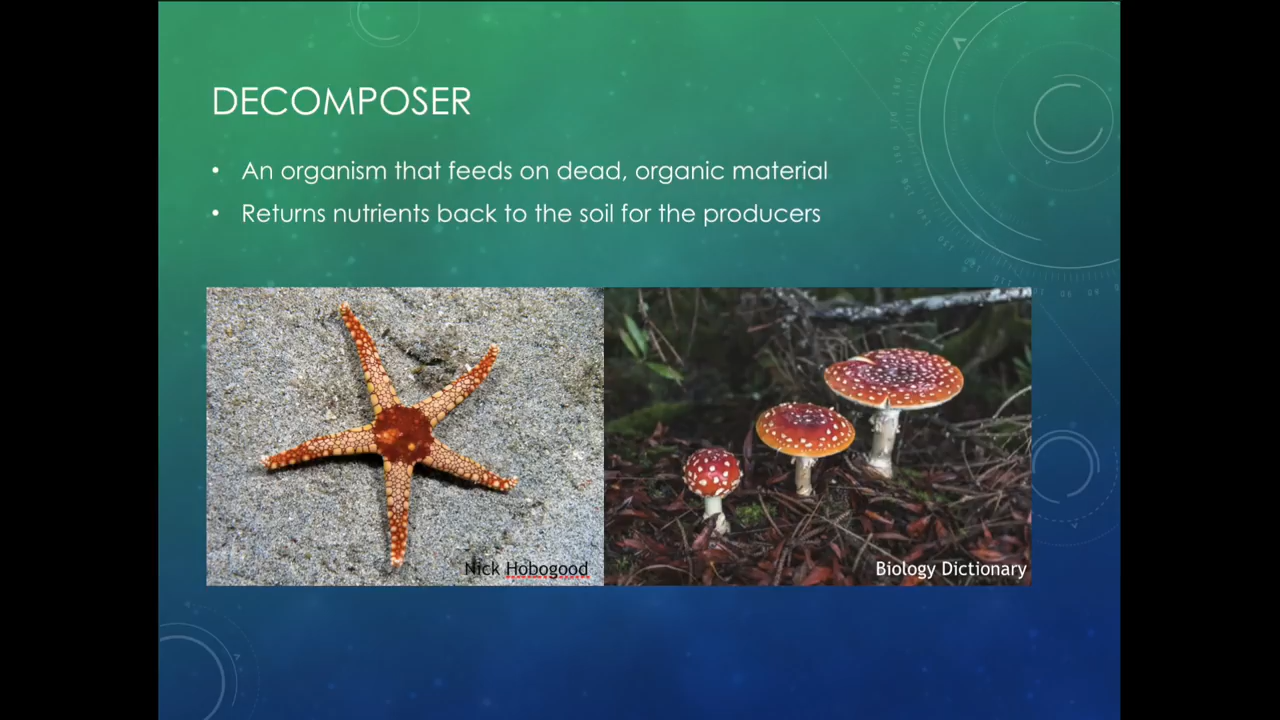 DECOMPOSER
• An organism that feeds on dead, organic material
• Returns nutrients back to the soil for the producers
Nick Hobogood
Biology Dictionary